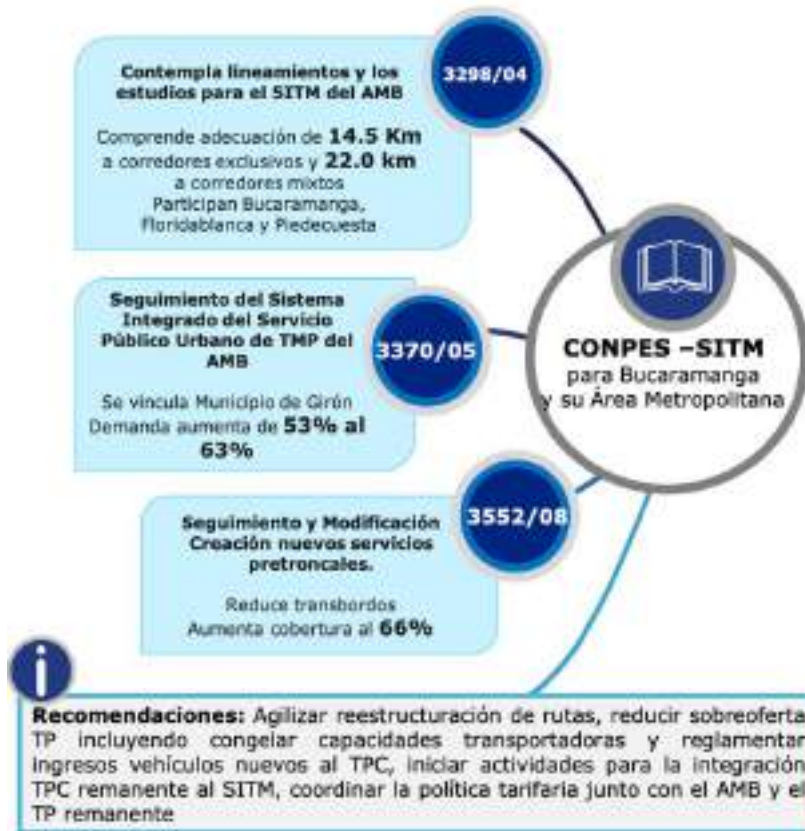 Contempla lineamientos y los
estudios para el SITM del AMB
Comprende adecuación de 14.5 Km
a corredores exclusivos y 22.0 km
a corredores mixtos
Participan Bucaramanga,
Floridablanca y Piedecuesta
3298/04
Seguimiento del Sistema
Integrado del Servicio
Público Urbano de TMP del
AMB
Se vincula Municipio de Girón
Demanda aumenta de 53% al
63%
3370/05
Seguimiento y Modificación
Creación nuevos servicios
pretroncales.
Reduce transbordos
Aumenta cobertura al 66%
3552/08
CONPES –SITM
para Bucaramanga
y su Área Metropolitana
i
Recomendaciones: Agilizar reestructuración de rutas, reducir sobreoferta
TP incluyendo congelar capacidades transportadoras y reglamentar
ingresos vehículos nuevos al TPC, iniciar actividades para la integración
TPC remanente al SITM, coordinar la política tarifaria junto con el AMB y el
TP remanente